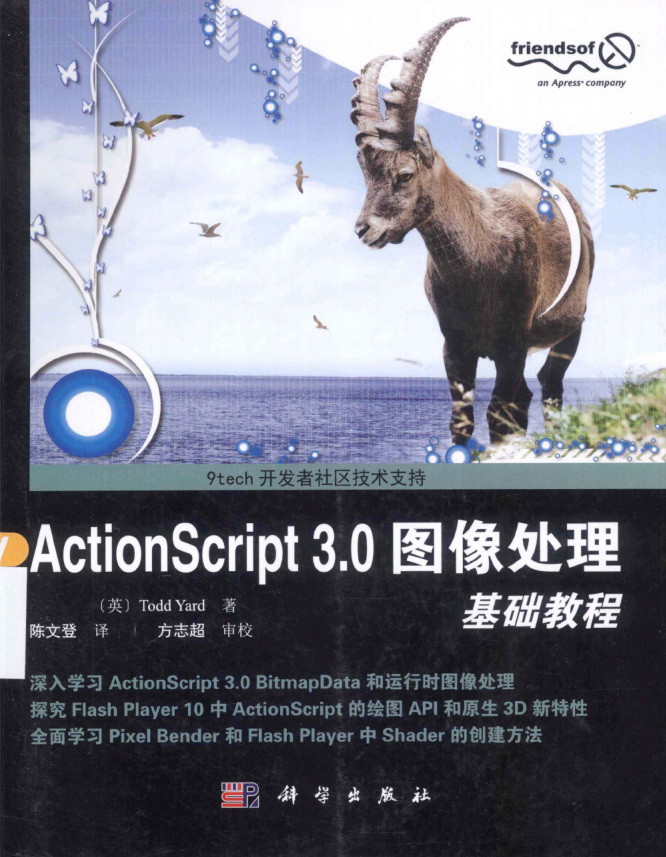 friendsof
an Apress® company
9tech 开发者社区技术支持
ActionScript 3.0 图像处理
基础教程
〔英〕Todd Yard 著
陈文登 译 | 方志超 审校
深入学习 ActionScript 3.0 BitmapData 和运行时图像处理
探究 Flash Player 10 中 ActionScript 的绘图 API 和原生 3D 新特性
全面学习 Pixel Bender 和 Flash Player 中 Shader 的创建方法
科学出版社